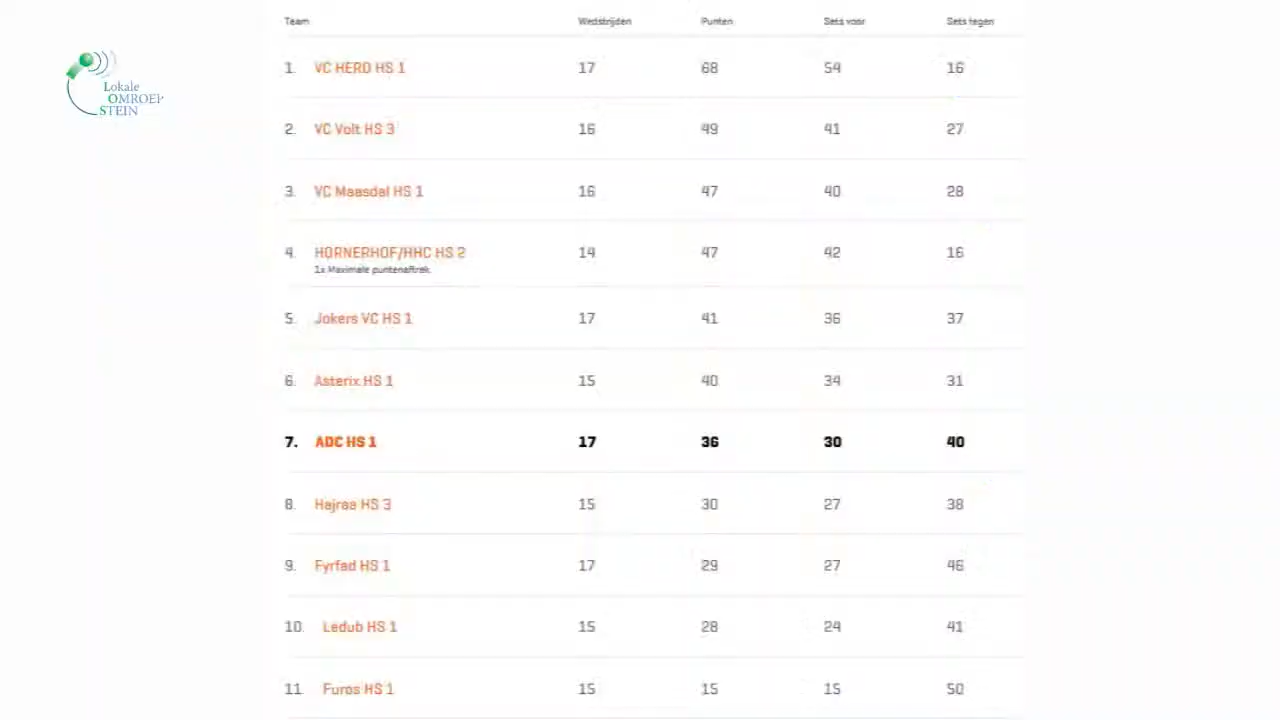 Lokale
OMROEP
STEIN
Team Wedstrijden Punten Sets voor Sets tegen
1. VC HERD HS 1 17 68 54 16
2. VC Volt HS 3 16 49 41 27
3. VC Maasdal HS 1 16 47 40 28
4. HORNERHOF/HHC HS 2 14 47 42 16
1x Maximale puntenaftrek.
5. Jokers VC HS 1 17 41 36 37
6. Asterix HS 1 15 40 34 31
7. ADC HS 1 17 36 30 40
8. Hajraa HS 3 15 30 27 38
9. Fyrfad HS 1 17 29 27 46
10. Ledub HS 1 15 28 24 41
11. Furos HS 1 15 15 15 50